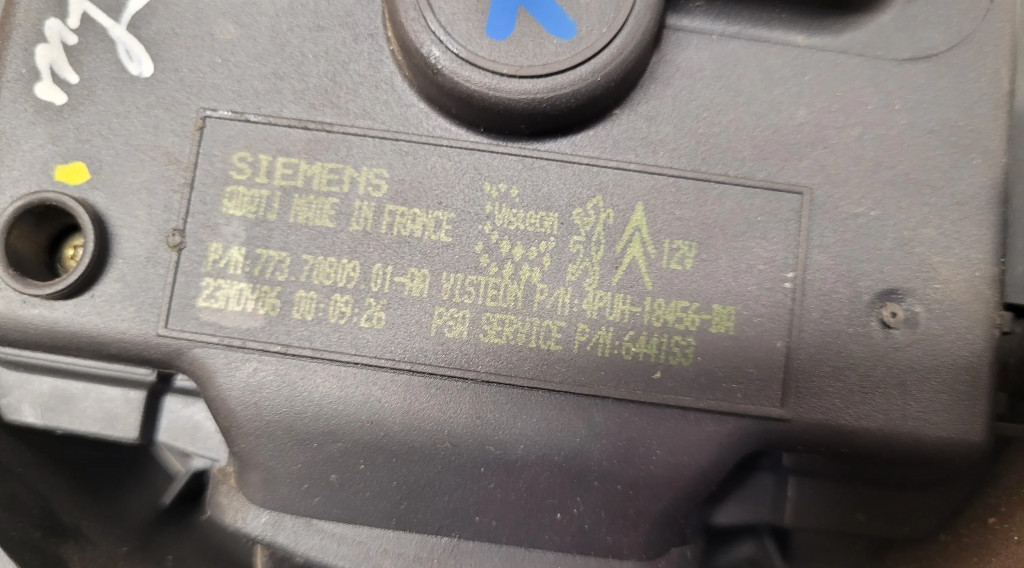 SIEMENS
MADE IN FRANCE
Visteon
12V
P/N.773.70809 01-AA VISTEON P/N.4PUH-18456-BA
23NOV06 00:09:26 PSA SERVICE P/N.6441S3